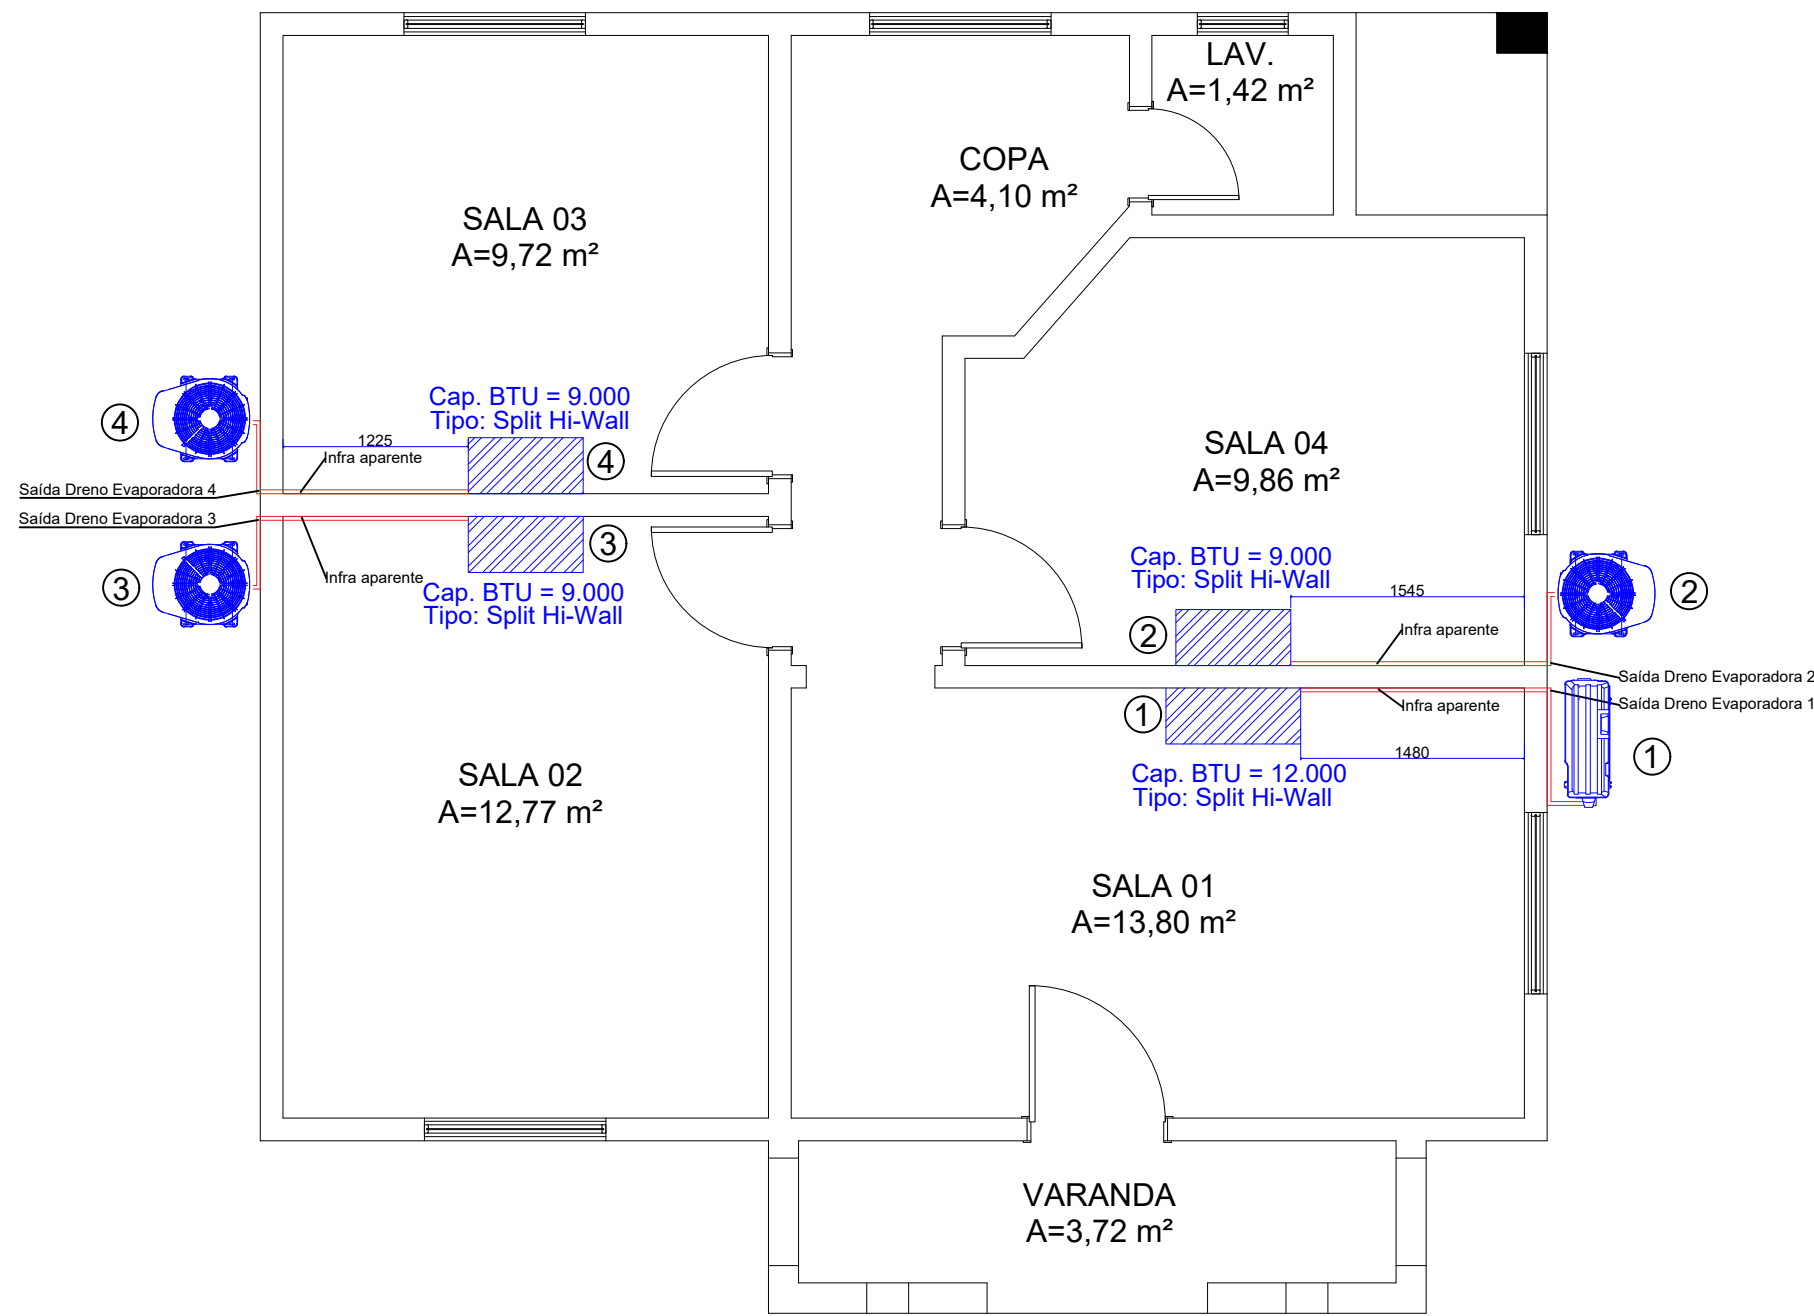 LAV.
A=1,42 m²
COPA
A=4,10 m²
SALA 03
A=9,72 m²
Cap. BTU = 9.000
Tipo: Split Hi-Wall
4
1225
Infra aparente
4
Saída Dreno Evaporadora 4
Saída Dreno Evaporadora 3
3
Infra aparente
3
Cap. BTU = 9.000
Tipo: Split Hi-Wall
SALA 04
A=9,86 m²
Cap. BTU = 9.000
Tipo: Split Hi-Wall
1545
2
2
Infra aparente
Saída Dreno Evaporadora 2
Saída Dreno Evaporadora 1
1
Infra aparente
1480
1
Cap. BTU = 12.000
Tipo: Split Hi-Wall
SALA 02
A=12,77 m²
SALA 01
A=13,80 m²
VARANDA
A=3,72 m²